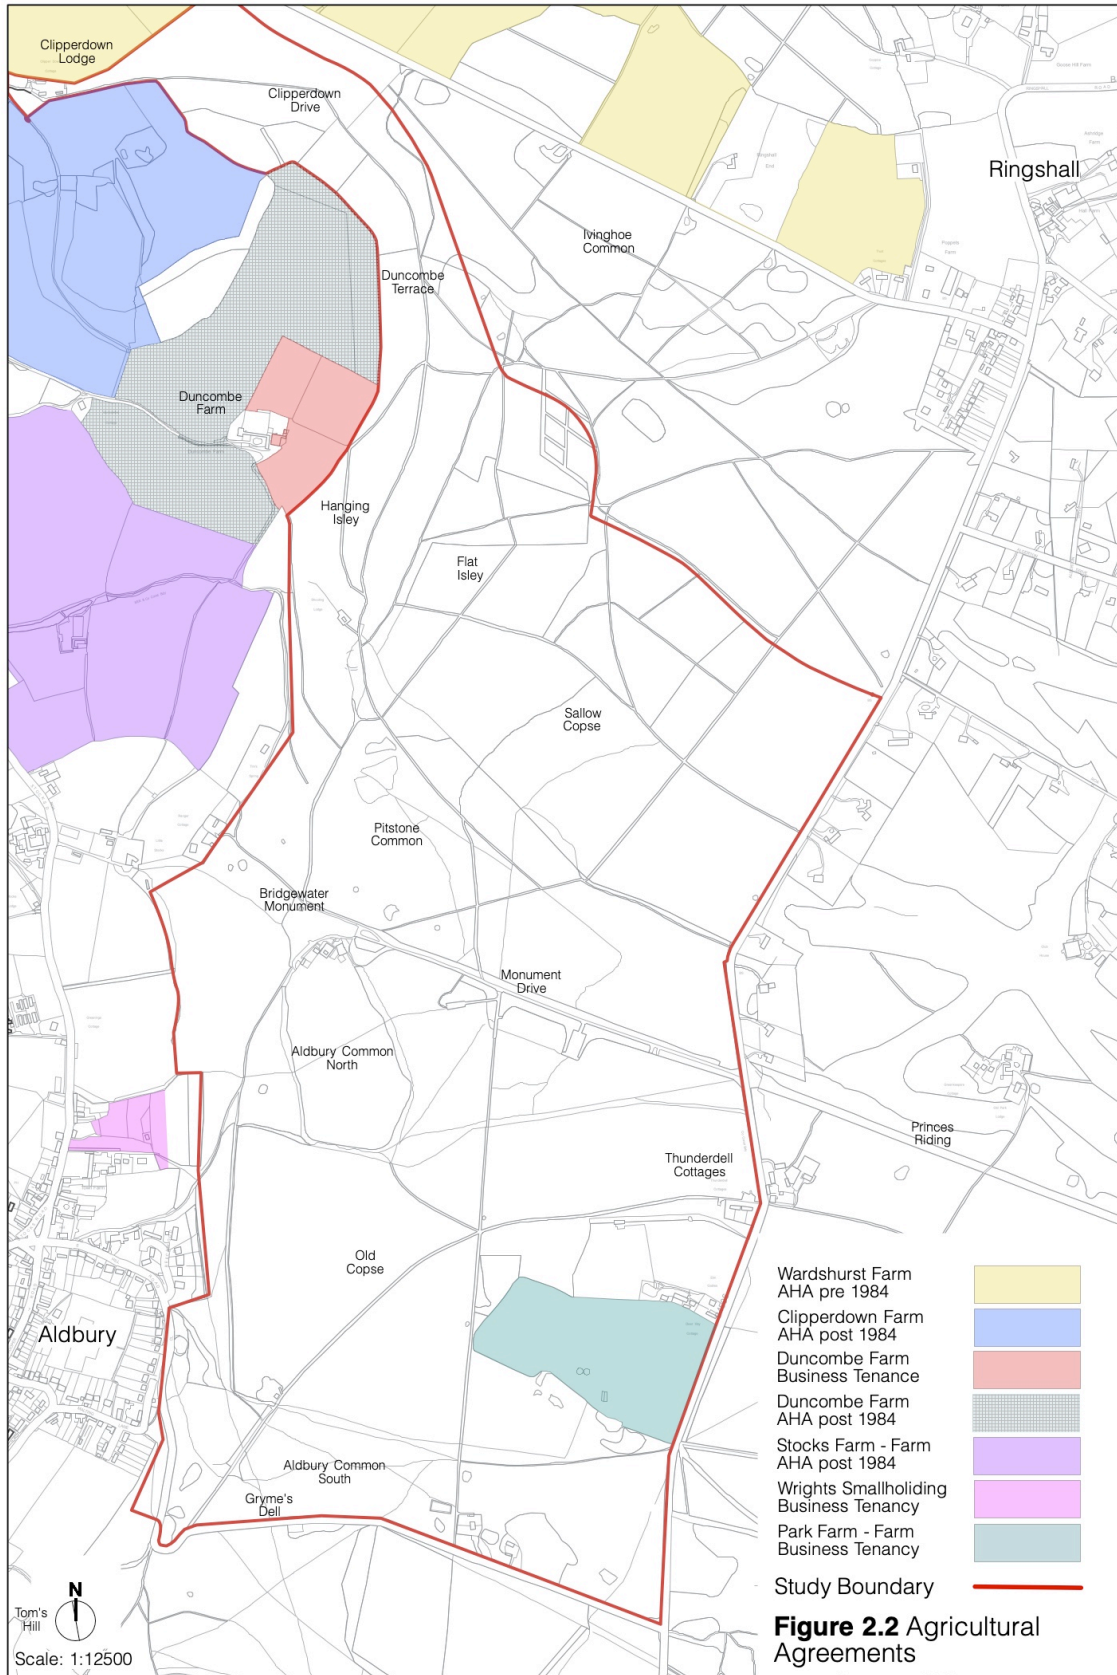 Clipperdown
Lodge
Clipperdown
Drive
Ringshall
Ivinghoe
Common
Duncombe
Terrace
Duncombe
Farm
Hanging
Isley
Flat
Isley
Sallow
Copse
Pitstone
Common
Bridgewater
Monument
Monument
Drive
Aldbury Common
North
Princes
Riding
Thunderdell
Cottages
Old
Copse
Aldbury
Aldbury Common
South
Gryme's
Dell
Wardshurst Farm
AHA pre 1984
Clipperdown Farm
AHA post 1984
Duncombe Farm
Business Tenance
Duncombe Farm
AHA post 1984
Stocks Farm - Farm
AHA post 1984
Wrights Smallholiding
Business Tenancy
Park Farm - Farm
Business Tenancy
Study Boundary
N
Tom's
Hill
Scale: 1:12500
Figure 2.2 Agricultural
Agreements